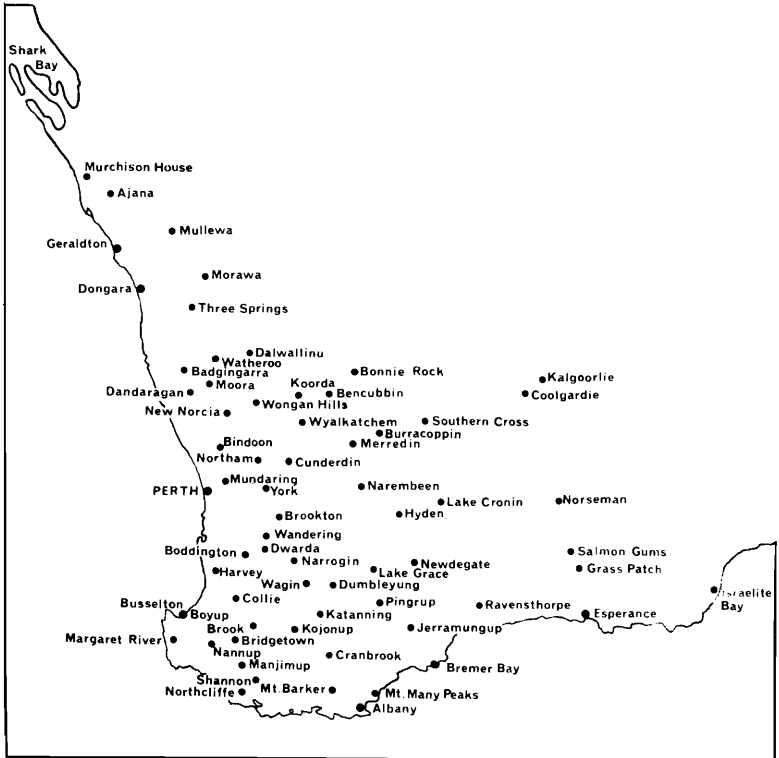 Shark
Bay
Murchison House
Ajana
Mullewa
Geraldton
Morawa
Dongara
Three Springs
Dalwallinu
Watheroo
Badgingarra
Bonnie Rock
Kalgoorlie
Moora
Koorda
Dandaragan
Bencubbin
Coolgardie
Wongan Hills
New Norcia
Wyalkatchem
Southern Cross
Burracoppin
Bindoon
Merredin
Northam
Cunderdin
Mundaring
PERTH
York
Narembeen
Lake Cronin
Norseman
Brookton
Hyden
Wandering
Dwarda
Boddington
Salmon Gums
Narrogin
Newdegate
Harvey
Lake Grace
Grass Patch
Wagin
Dumbleyung
Israelite
Bay
Collie
Busselton
Pingrup
Ravensthorpe
Boyup
Brook
Katanning
Esperance
Kojonup
Jerramungup
Margaret River
Bridgetown
Nannup
Cranbrook
Manjimup
Bremer Bay
Shannon
Northcliffe
Mt. Barker
Mt. Many Peaks
Albany